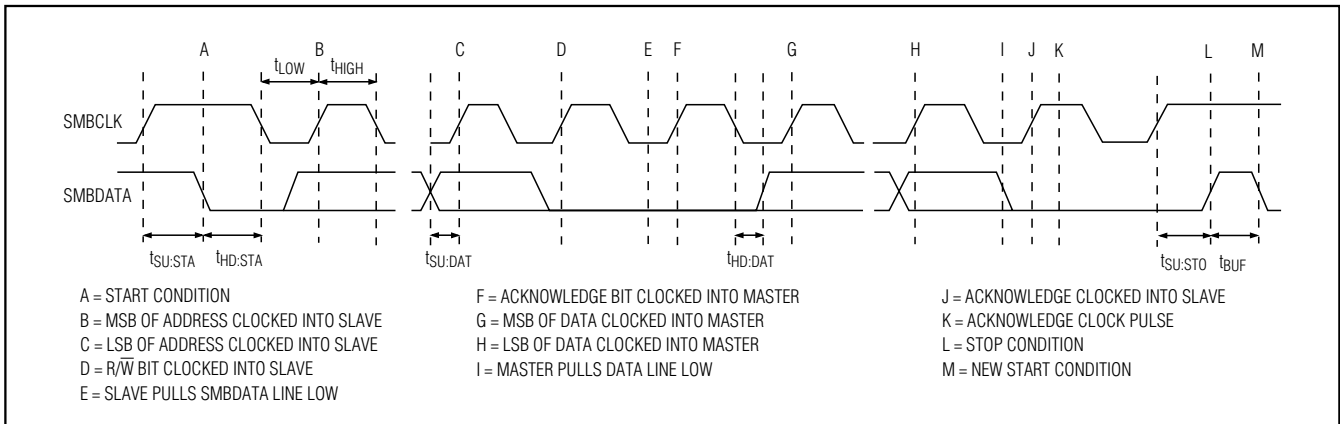 A B C D E F G H I J K L M
tLOW tHIGH
SMBCLK
SMBDATA
tSU:STA tHD:STA tSU:DAT tHD:DAT tSU:STO tBUF
A = START CONDITION
B = MSB OF ADDRESS CLOCKED INTO SLAVE
C = LSB OF ADDRESS CLOCKED INTO SLAVE
D = R/W̅ BIT CLOCKED INTO SLAVE
E = SLAVE PULLS SMBDATA LINE LOW
F = ACKNOWLEDGE BIT CLOCKED INTO MASTER
G = MSB OF DATA CLOCKED INTO MASTER
H = LSB OF DATA CLOCKED INTO MASTER
I = MASTER PULLS DATA LINE LOW
J = ACKNOWLEDGE CLOCKED INTO SLAVE
K = ACKNOWLEDGE CLOCK PULSE
L = STOP CONDITION
M = NEW START CONDITION